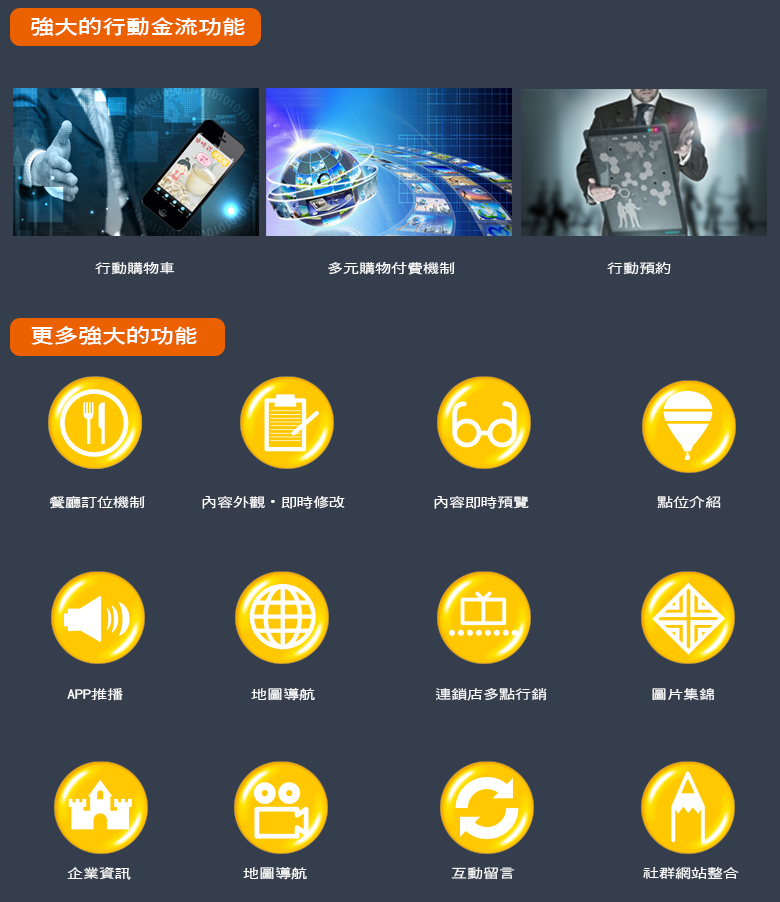 強大的行動金流功能
行動購物車
多元購物付費機制
行動預約
更多強大的功能
餐廳訂位機制
內容外觀・即時修改
內容即時預覽
點位介紹
APP推播
地圖導航
連鎖店多點行銷
圖片集錦
企業資訊
地圖導航
互動留言
社群網站整合